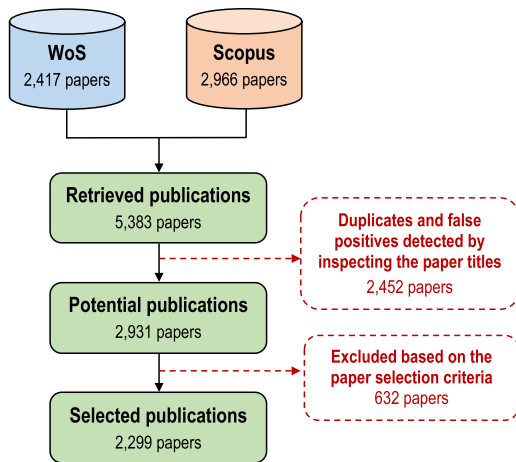 WoS
2,417 papers
Scopus
2,966 papers
Retrieved publications
5,383 papers
Duplicates and false
positives detected by
inspecting the paper titles
2,452 papers
Potential publications
2,931 papers
Excluded based on the
paper selection criteria
632 papers
Selected publications
2,299 papers